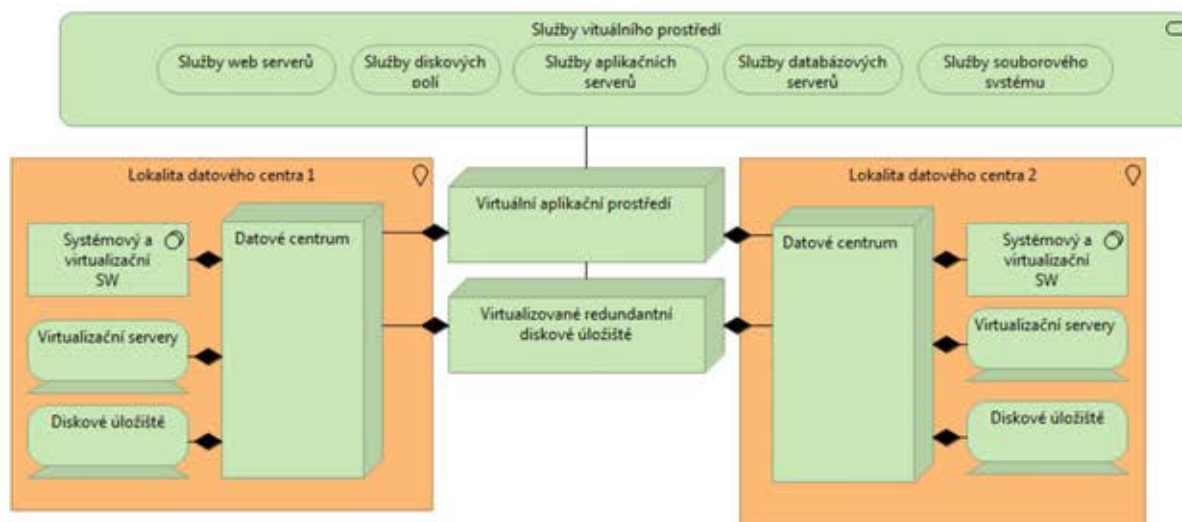 Služby vituálního prostředí
Služby web serverů
Služby diskových
polí
Služby aplikačních
serverů
Služby databázových
serverů
Služby souborového
systému
Lokalita datového centra 1
Systémový a
virtualizační
SW
Virtualizační servery
Diskové úložiště
Datové centrum
Virtuální aplikační prostředí
Virtualizované redundantní
diskové úložiště
Lokalita datového centra 2
Datové centrum
Systémový a
virtualizační
SW
Virtualizační servery
Diskové úložiště